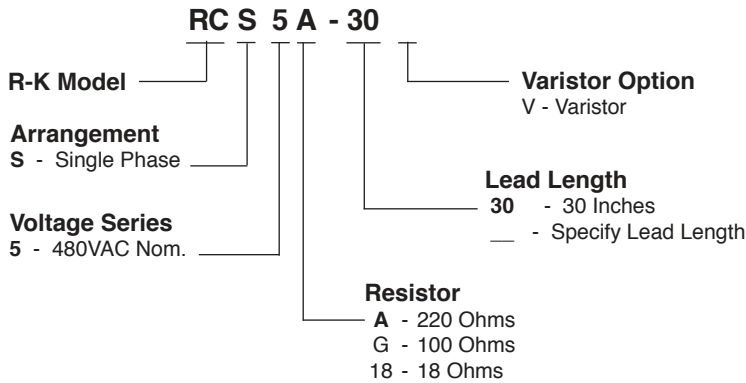 RC S 5 A - 30
R-K Model
Varistor Option
V - Varistor
Arrangement
S - Single Phase
Lead Length
30 - 30 Inches
__ - Specify Lead Length
Voltage Series
5 - 480VAC Nom.
Resistor
A - 220 Ohms
G - 100 Ohms
18 - 18 Ohms